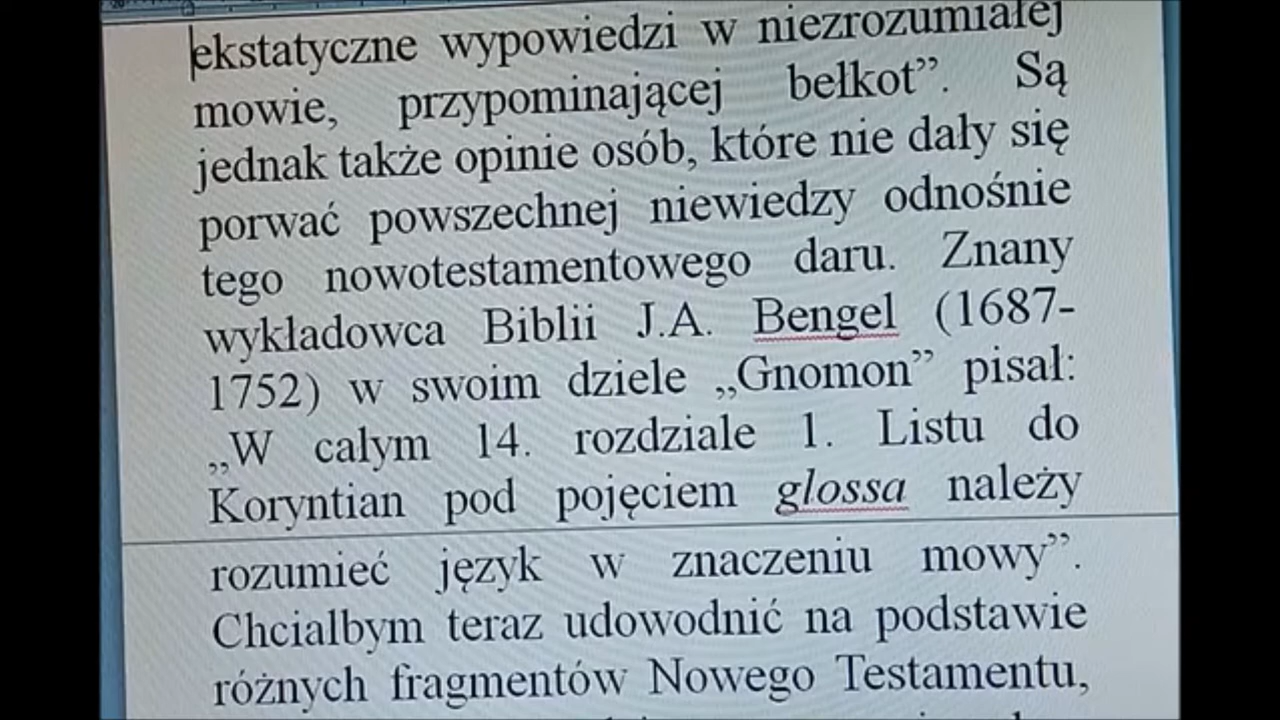 ekstatyczne wypowiedzi w niezrozumiałej
mowie, przypominającej bełkot”. Są
jednak także opinie osób, które nie dały się
porwać powszechnej niewiedzy odnośnie
tego nowotestamentowego daru. Znany
wykładowca Biblii J.A. Bengel (1687-
1752) w swoim dziele „Gnomon” pisał:
„W całym 14. rozdziale 1. Listu do
Koryntian pod pojęciem glossa należy
rozumieć język w znaczeniu mowy”.
Chciałbym teraz udowodnić na podstawie
różnych fragmentów Nowego Testamentu,